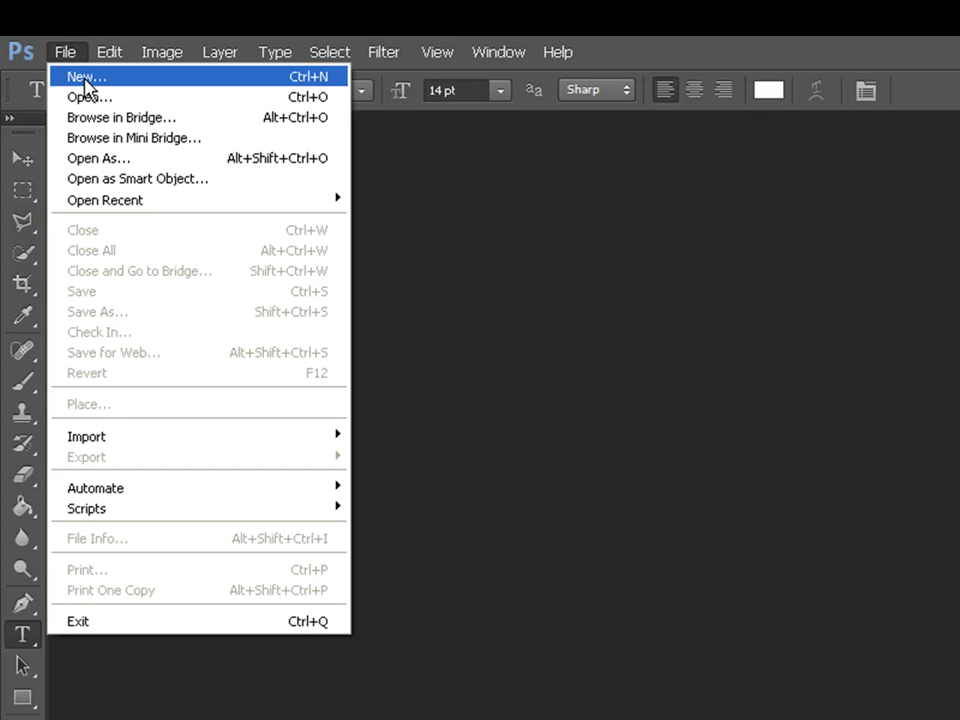 Ps File Edit Image Layer Type Select Filter View Window Help
T 14 pt aa Sharp
New... Ctrl+N
Open... Ctrl+O
Browse in Bridge... Alt+Ctrl+O
Browse in Mini Bridge...
Open As... Alt+Shift+Ctrl+O
Open as Smart Object...
Open Recent
Close Ctrl+W
Close All Alt+Ctrl+W
Close and Go to Bridge... Shift+Ctrl+W
Save Ctrl+S
Save As... Shift+Ctrl+S
Check In...
Save for Web... Alt+Shift+Ctrl+S
Revert F12
Place...
Import
Export
Automate
Scripts
File Info... Alt+Shift+Ctrl+I
Print... Ctrl+P
Print One Copy Alt+Shift+Ctrl+P
Exit Ctrl+Q